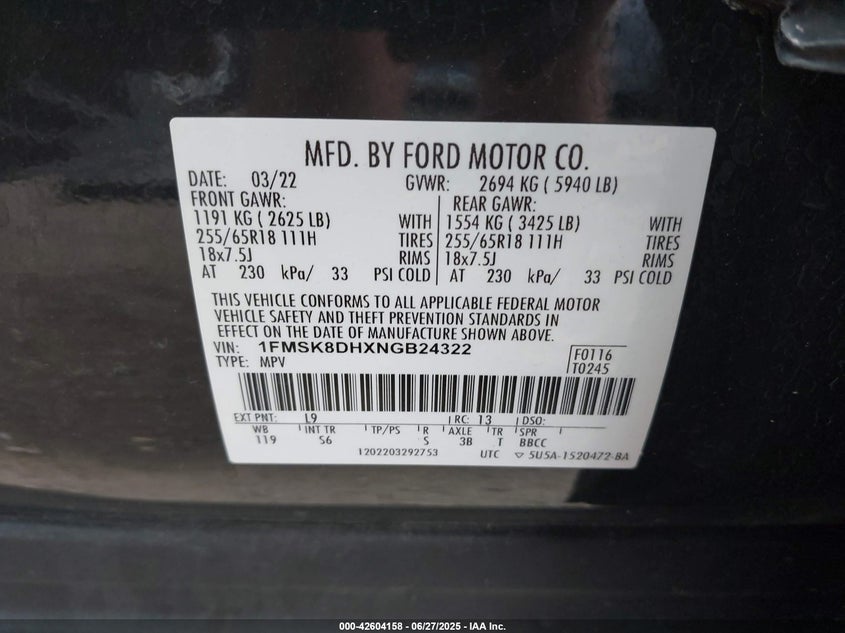 MFD. BY FORD MOTOR CO.
DATE: 03/22 GVWR: 2694 KG ( 5940 LB)
FRONT GAWR: REAR GAWR:
1191 KG ( 2625 LB) WITH 1554 KG ( 3425 LB) WITH
255/65R18 111H TIRES 255/65R18 111H TIRES
18x7.5J RIMS 18x7.5J RIMS
AT 230 kPa/ 33 PSI COLD AT 230 kPa/ 33 PSI COLD
THIS VEHICLE CONFORMS TO ALL APPLICABLE FEDERAL MOTOR
VEHICLE SAFETY AND THEFT PREVENTION STANDARDS IN
EFFECT ON THE DATE OF MANUFACTURE SHOWN ABOVE.
VIN: 1FMSK8DHXNGB24322 F0116
TYPE: MPV T0245
EXT PNT: L9 RC: 13 DSO:
WB INT TR TP/PS R AXLE TR SPR
119 S6 S 3B T BBCC
1202203292753 UTC ▽ 5U5A-1520472-BA
000-42604158 - 06/27/2025 - IAA Inc.